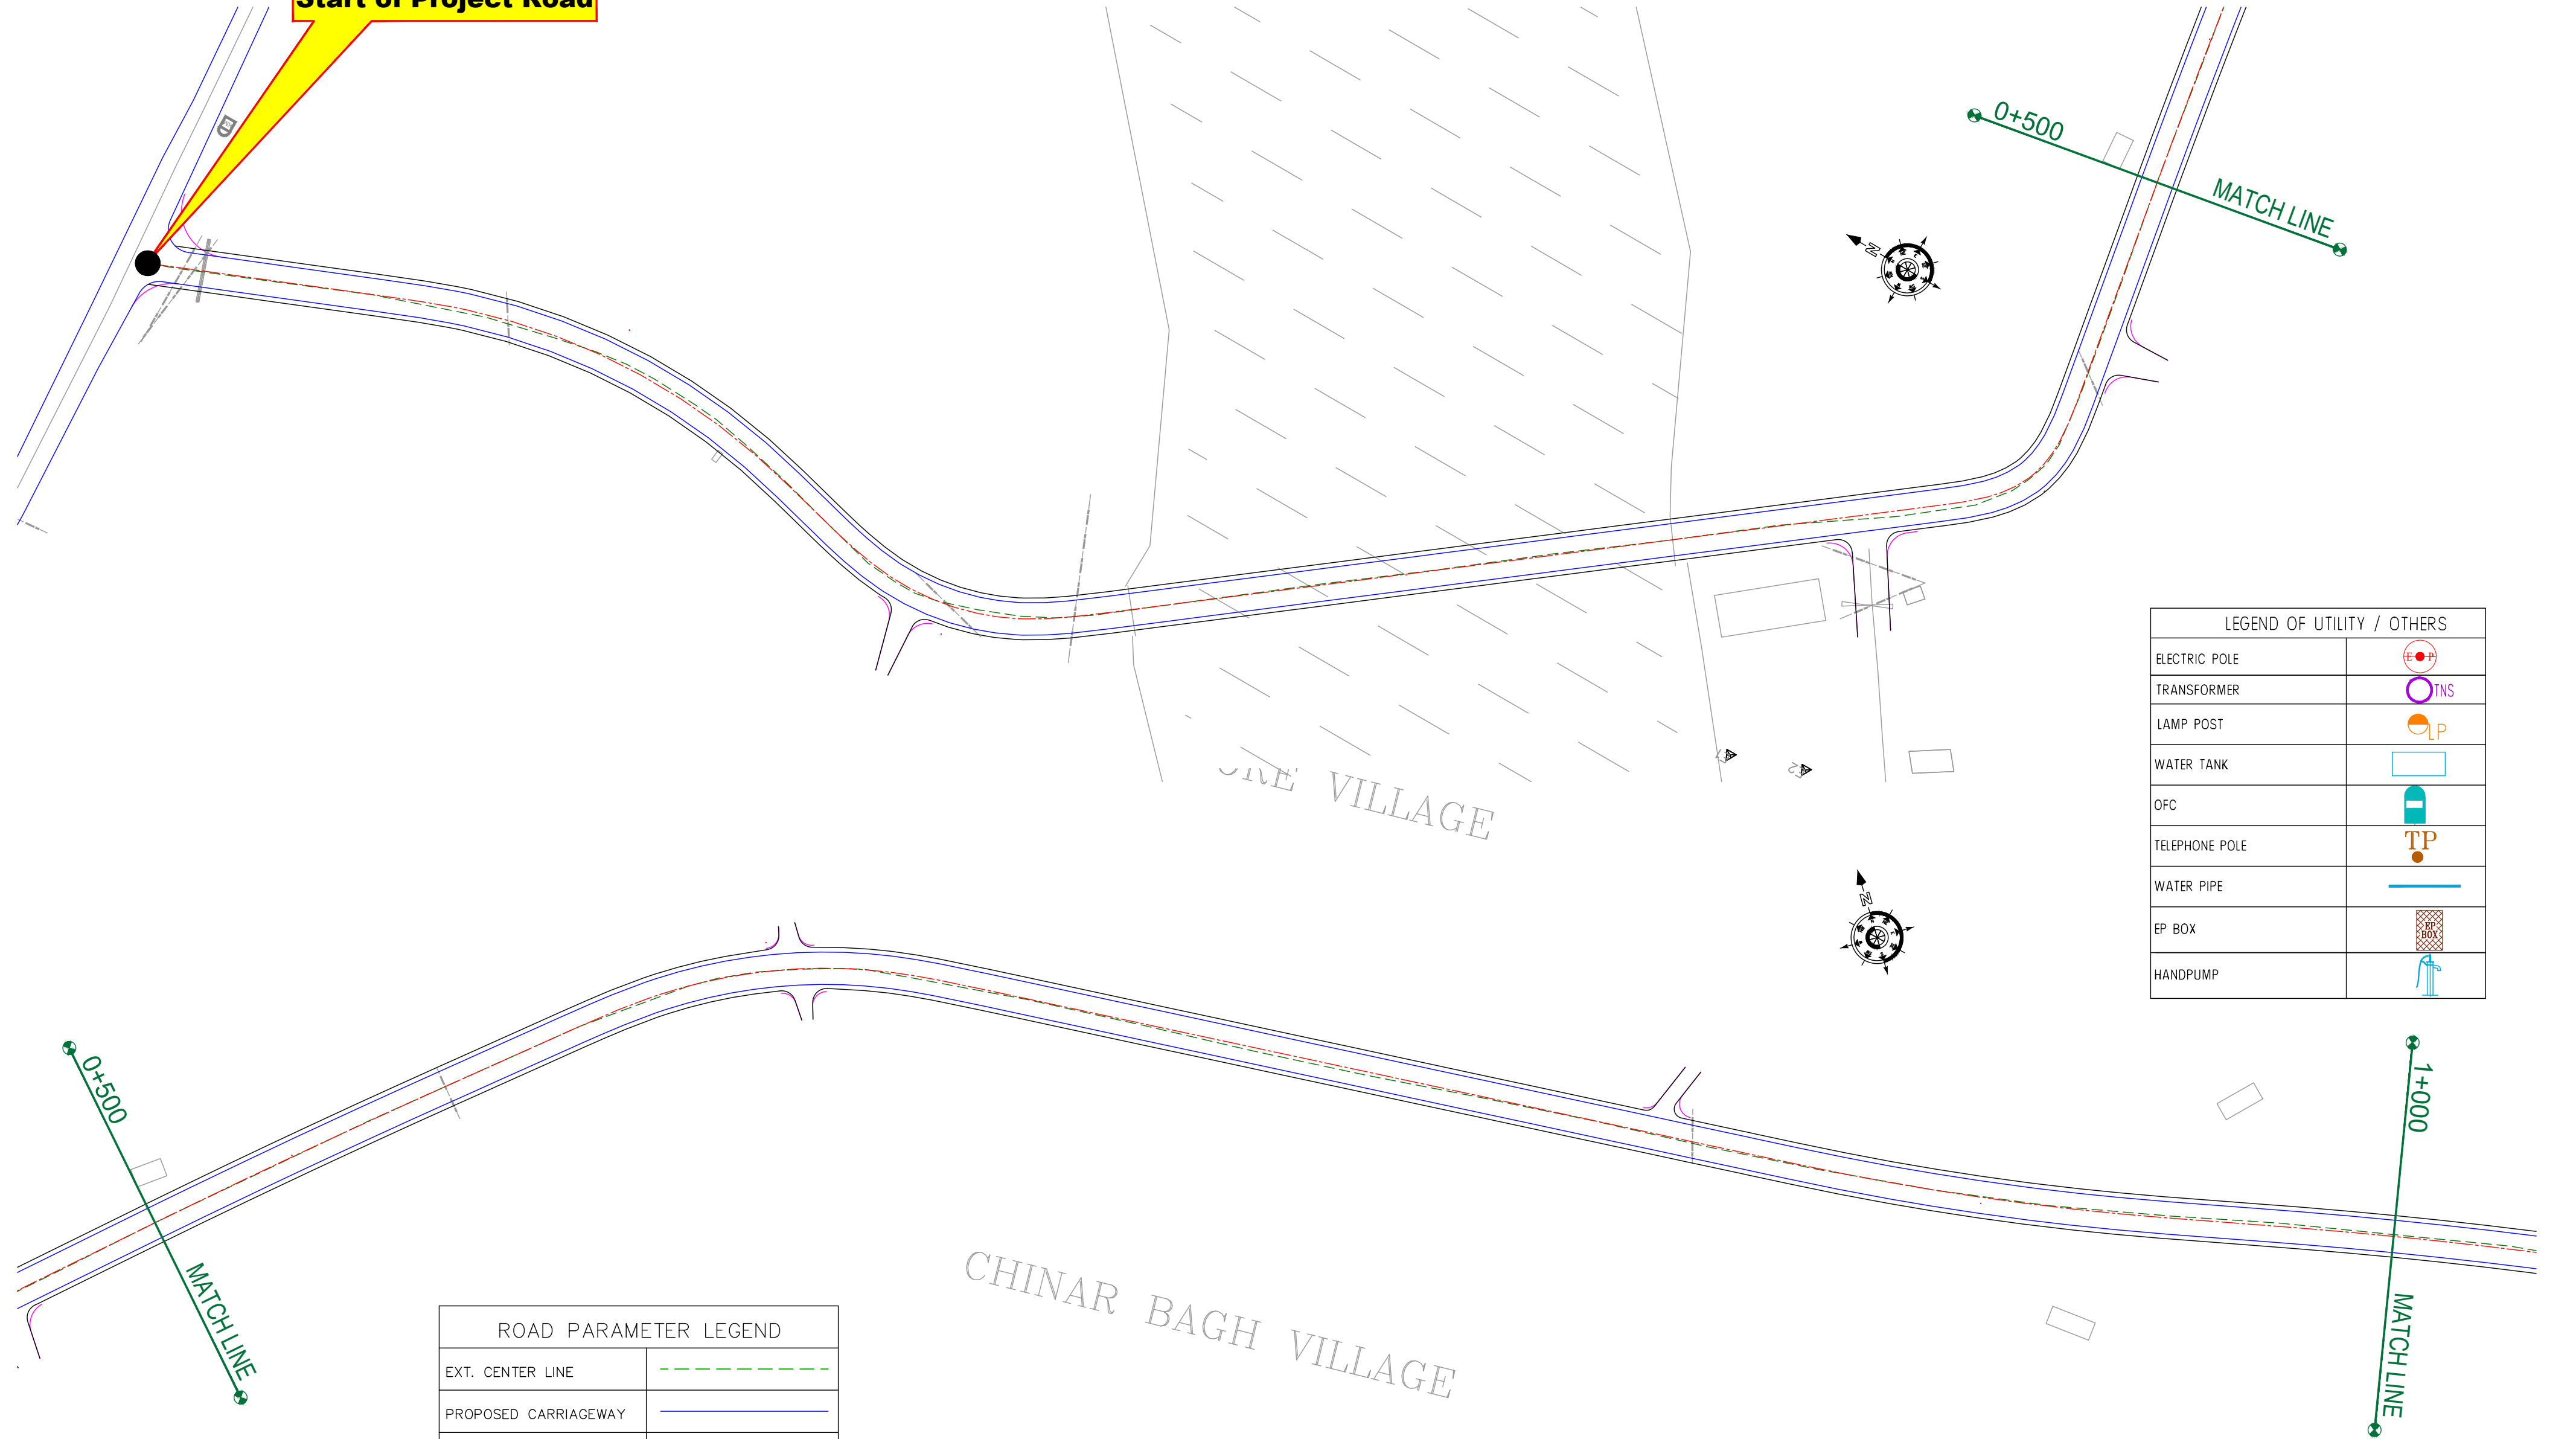 Start of Project Road
0+500
MATCH LINE
N
LEGEND OF UTILITY / OTHERS
ELECTRIC POLE
E P
TRANSFORMER
TNS
LAMP POST
LP
WATER TANK
OFC
TELEPHONE POLE
TP
WATER PIPE
EP BOX
EP
BOX
HANDPUMP
VILLAGE
N
0+500
MATCH LINE
1+000
MATCH LINE
CHINAR BAGH VILLAGE
ROAD PARAMETER LEGEND
EXT. CENTER LINE
PROPOSED CARRIAGEWAY